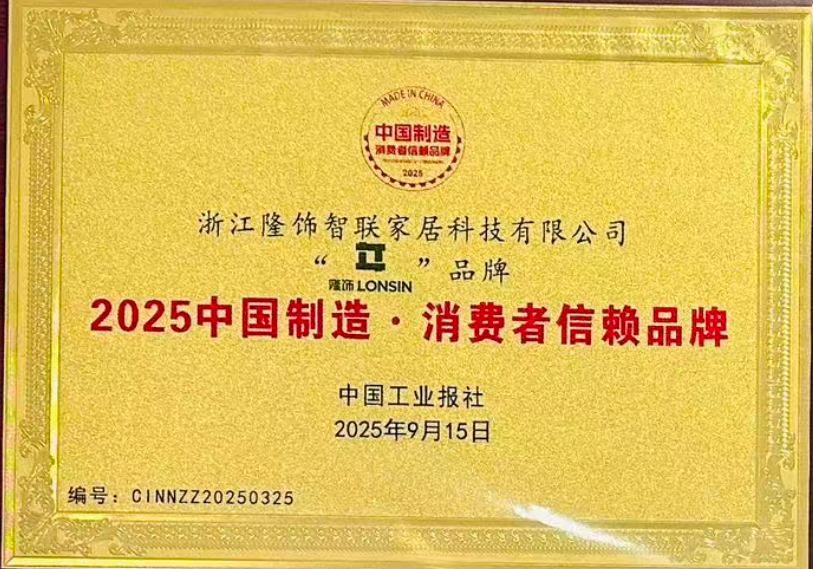 MADE IN CHINA
中国制造
消费者信赖品牌
2025
浙江隆饰智联家居科技有限公司
“隆饰 LONSIN”品牌
2025中国制造·消费者信赖品牌
中国工业报社
2025年9月15日
编号：CINNZZ20250325